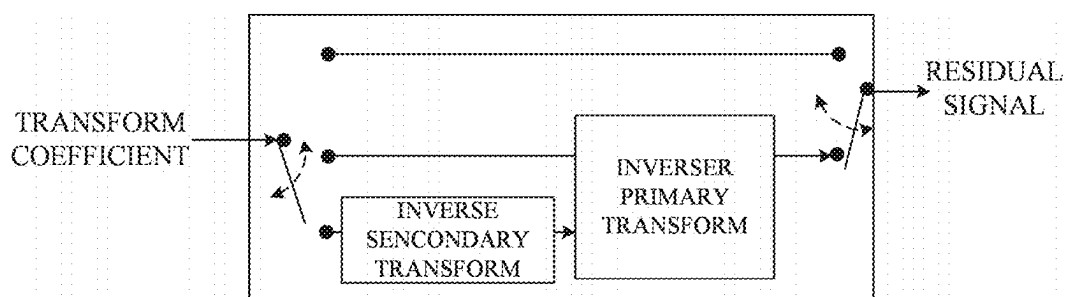 TRANSFORM
COEFFICIENT
INVERSE
SENCONDARY
TRANSFORM
INVERSER
PRIMARY
TRANSFORM
RESIDUAL
SIGNAL